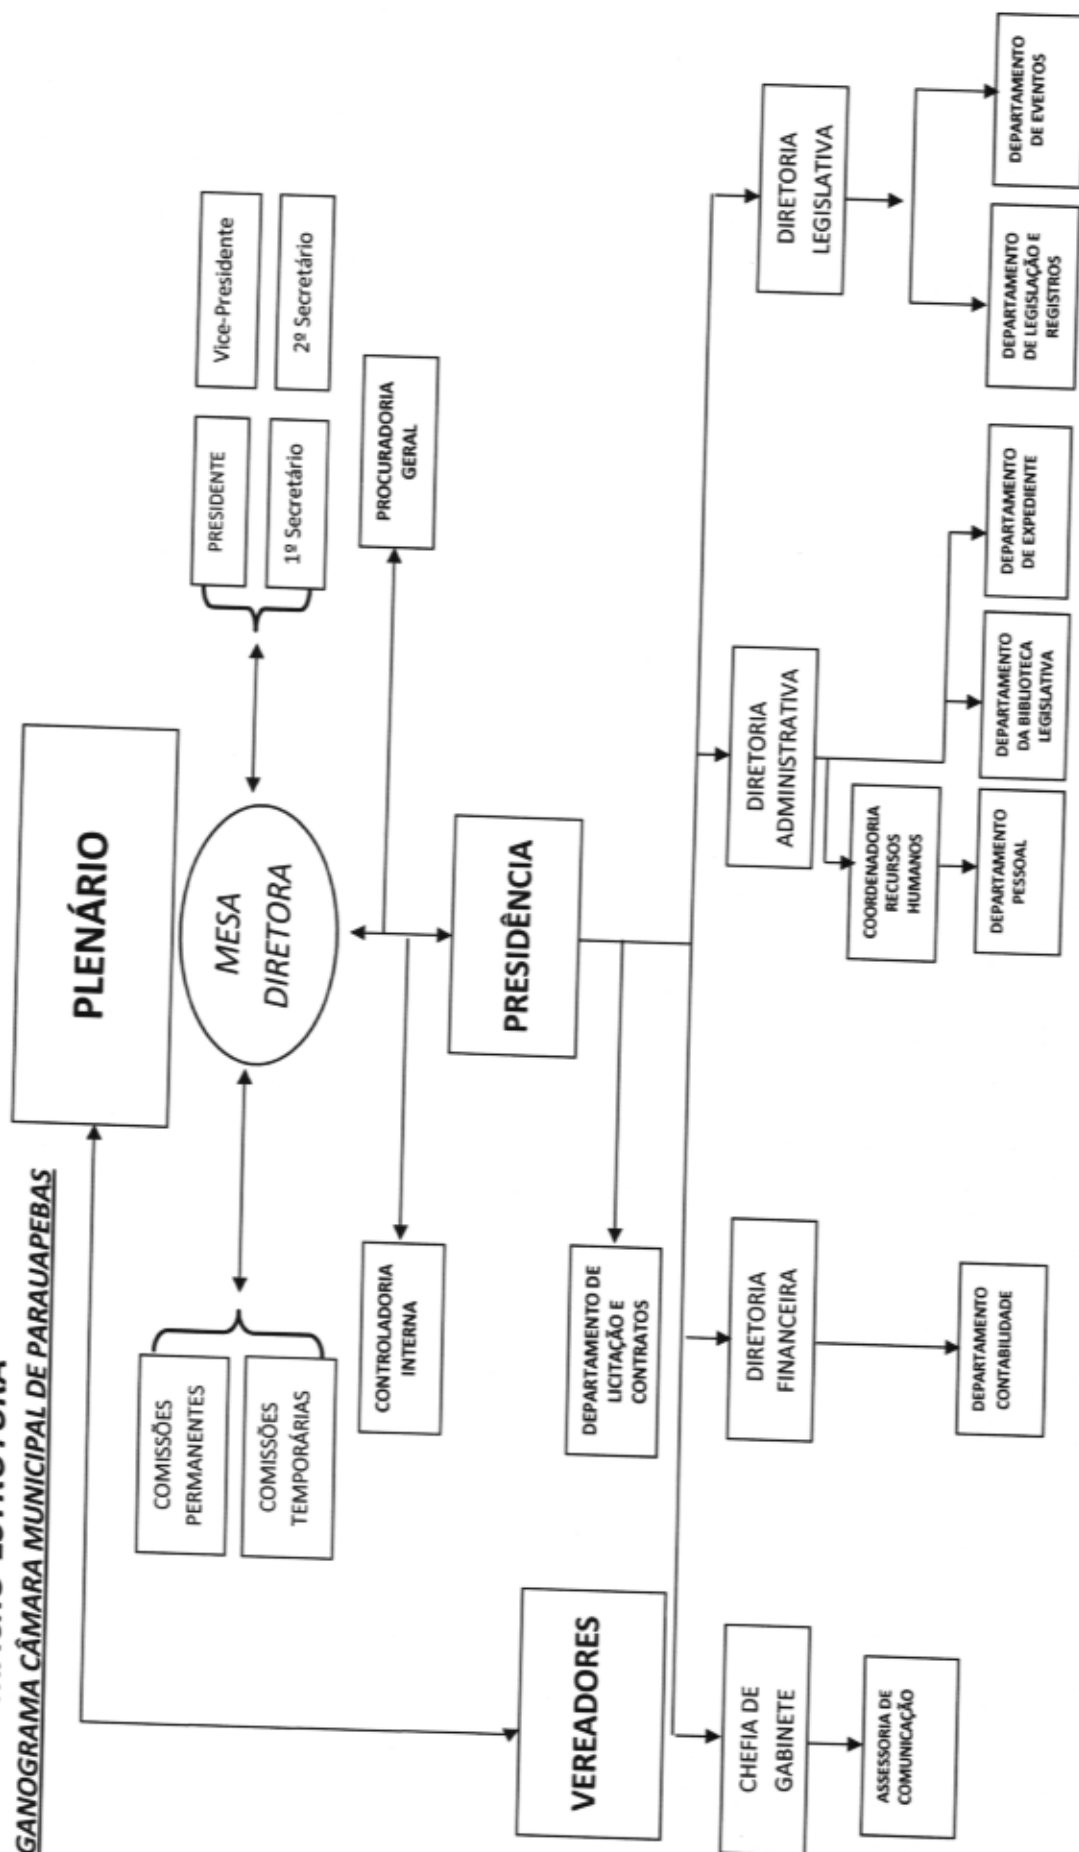 GANOGRAMA CÂMARA MUNICIPAL DE PARAUAPEBAS
PLENÁRIO
MESA
DIRETORA
PRESIDENTE
Vice-Presidente
1º Secretário
2º Secretário
COMISSÕES
PERMANENTES
COMISSÕES
TEMPORÁRIAS
PROCURADORIA
GERAL
CONTROLADORIA
INTERNA
PRESIDÊNCIA
VEREADORES
DEPARTAMENTO DE
LICITAÇÃO E
CONTRATOS
CHEFIA DE
GABINETE
DIRETORIA
FINANCEIRA
DIRETORIA
ADMINISTRATIVA
DIRETORIA
LEGISLATIVA
ASSESSORIA DE
COMUNICAÇÃO
DEPARTAMENTO
CONTABILIDADE
COORDENADORIA
RECURSOS
HUMANOS
DEPARTAMENTO
PESSOAL
DEPARTAMENTO
DA BIBLIOTECA
LEGISLATIVA
DEPARTAMENTO
DE EXPEDIENTE
DEPARTAMENTO
DE LEGISLAÇÃO E
REGISTROS
DEPARTAMENTO
DE EVENTOS